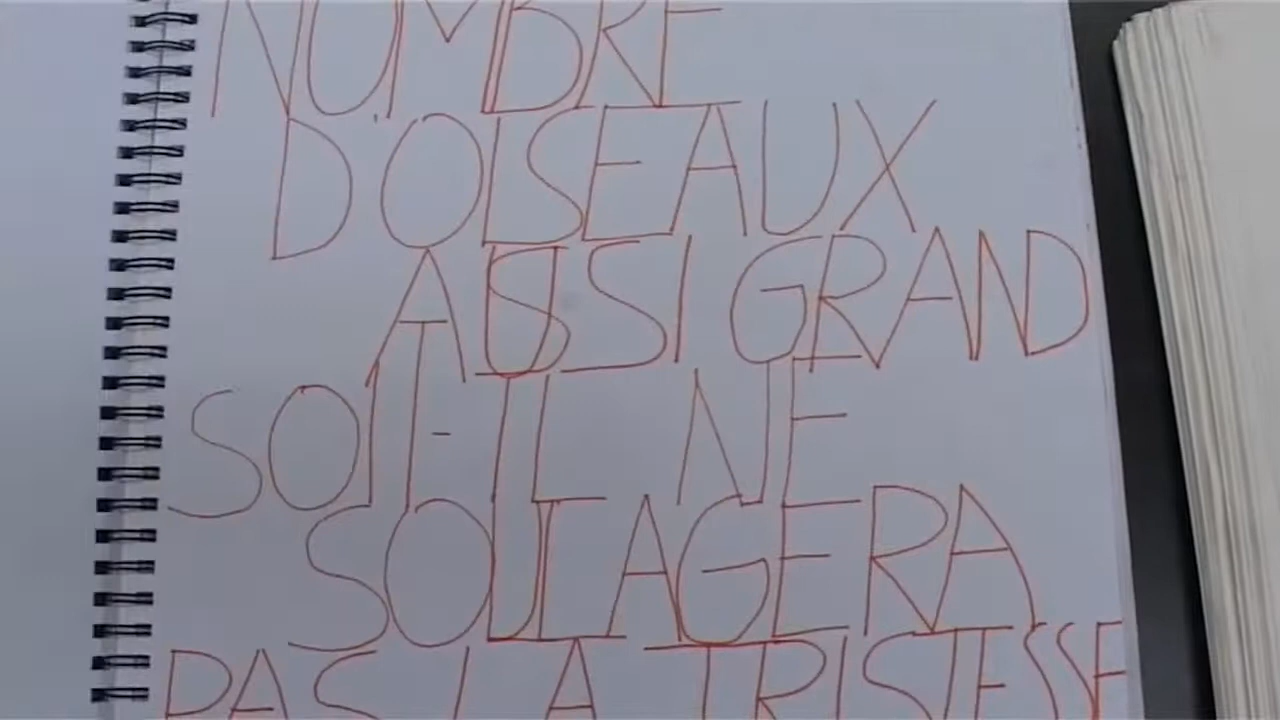 NOMBRE
D'OISEAUX
AUSSI GRAND
SOIT-IL NE
SOULAGERA
PAS LA TRISTESSE